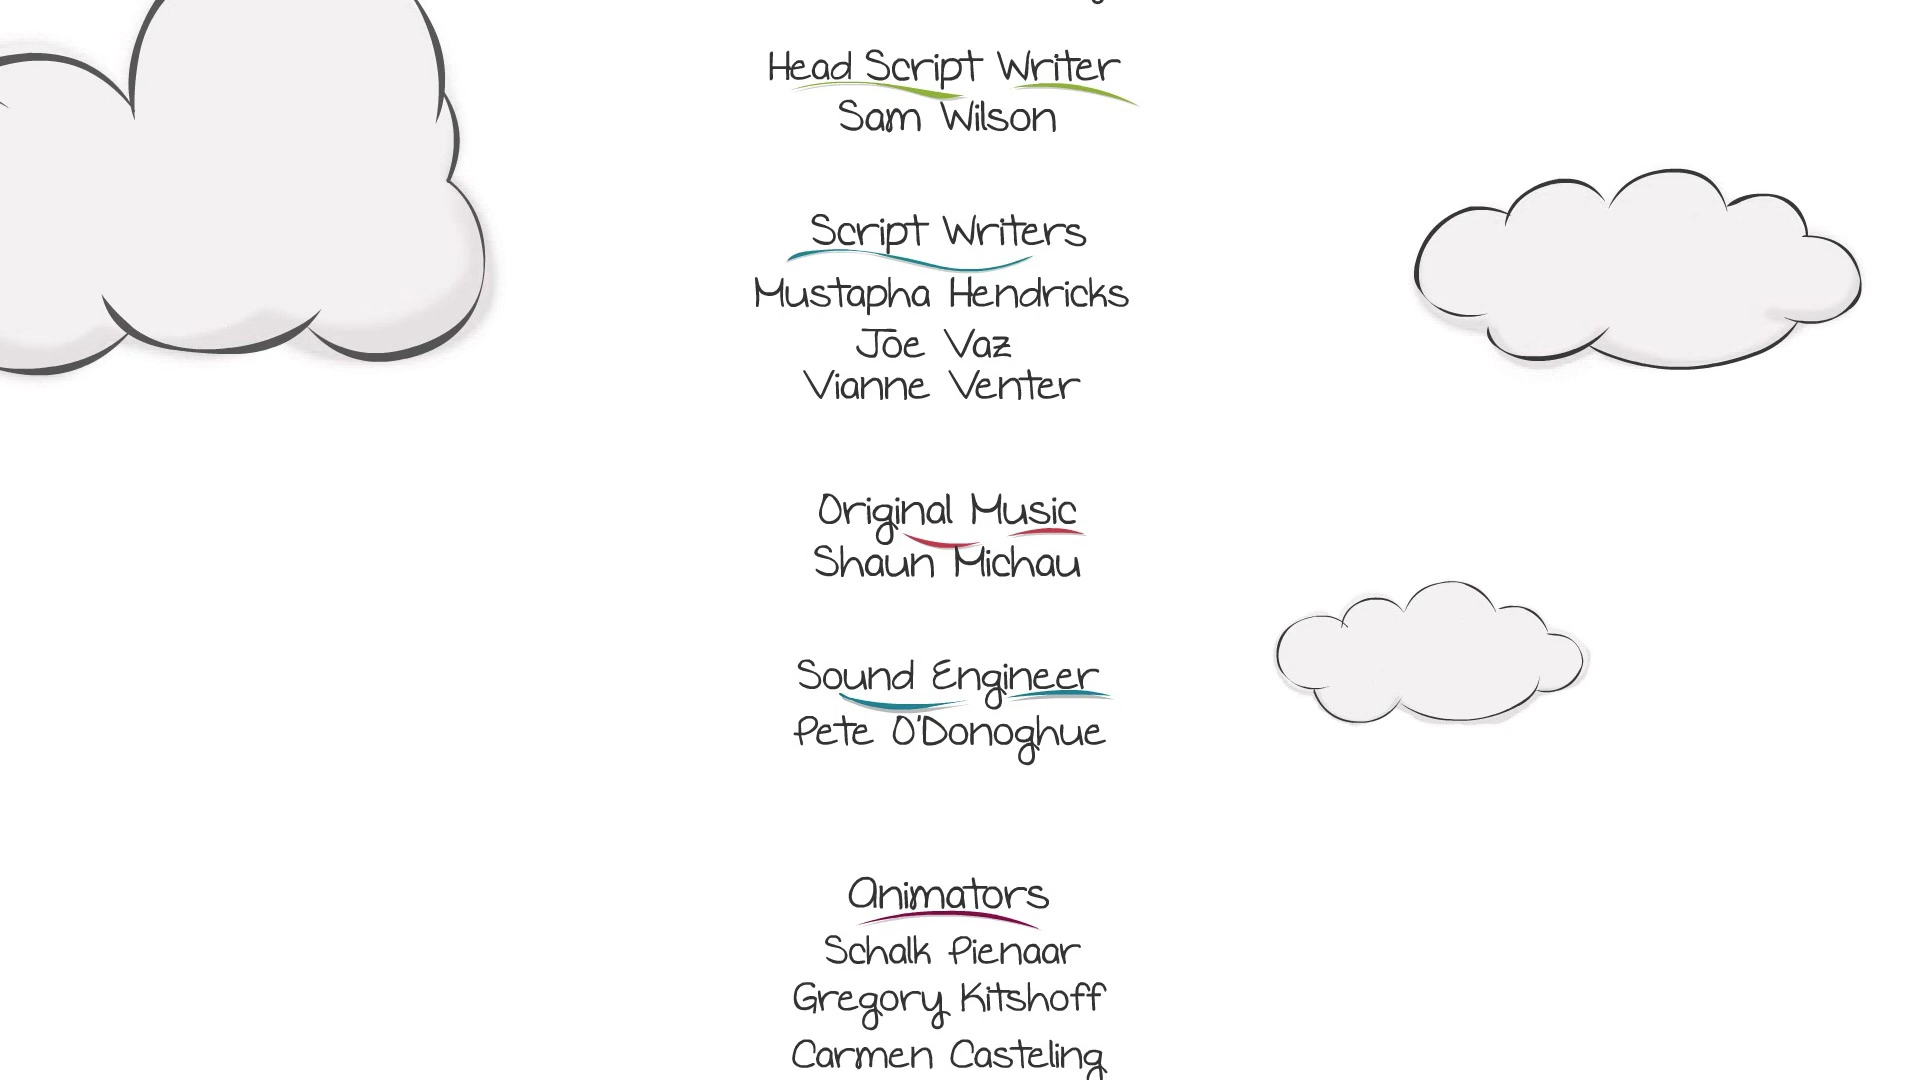 Head Script Writer
Sam Wilson
Script Writers
Mustapha Hendricks
Joe Vaz
Vianne Venter
Original Music
Shaun Michau
Sound Engineer
Pete O'Donoghue
Animators
Schalk Pienaar
Gregory Kitshoff
Carmen Casteling